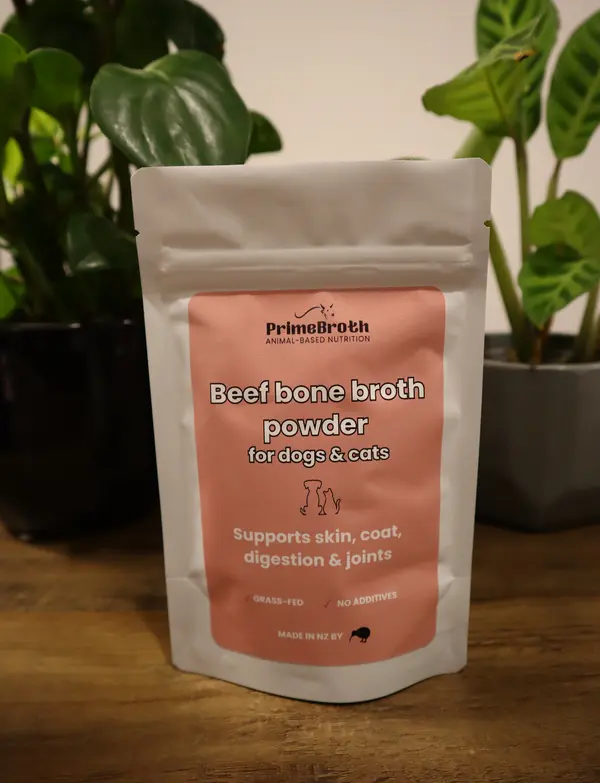 PrimeBroth
ANIMAL-BASED NUTRITION
Beef bone broth
powder
for dogs & cats
Supports skin, coat,
digestion & joints
✓ GRASS-FED ✓ NO ADDITIVES
MADE IN NZ BY